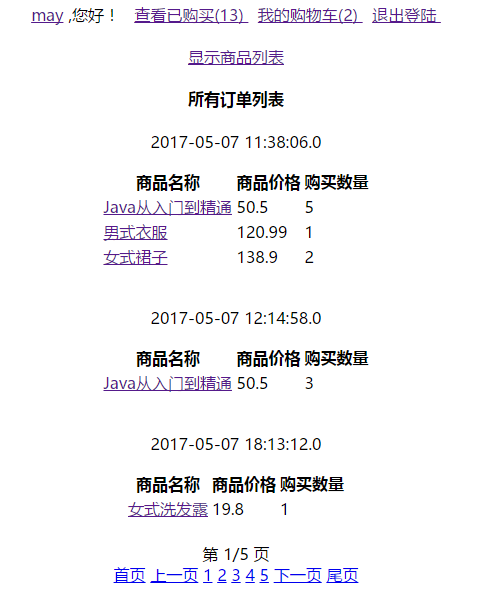 may ,您好！ 查看已购买(13) 我的购物车(2) 退出登陆
显示商品列表
所有订单列表
2017-05-07 11:38:06.0
商品名称 商品价格 购买数量
Java从入门到精通 50.5 5
男式衣服 120.99 1
女式裙子 138.9 2
2017-05-07 12:14:58.0
商品名称 商品价格 购买数量
Java从入门到精通 50.5 3
2017-05-07 18:13:12.0
商品名称 商品价格 购买数量
女式洗发露 19.8 1
第 1/5 页
首页 上一页 1 2 3 4 5 下一页 尾页